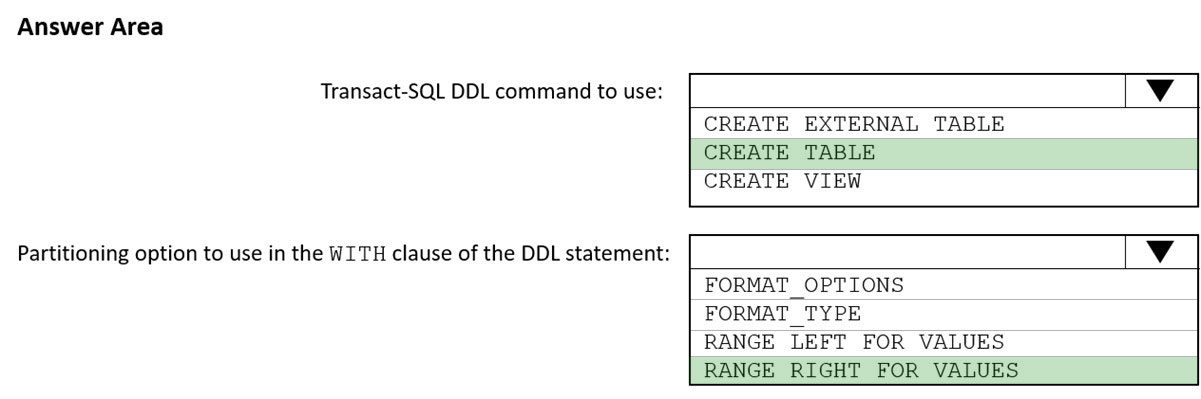 Answer Area
Transact-SQL DDL command to use:
CREATE EXTERNAL TABLE
CREATE TABLE
CREATE VIEW
Partitioning option to use in the WITH clause of the DDL statement:
FORMAT_OPTIONS
FORMAT_TYPE
RANGE LEFT FOR VALUES
RANGE RIGHT FOR VALUES